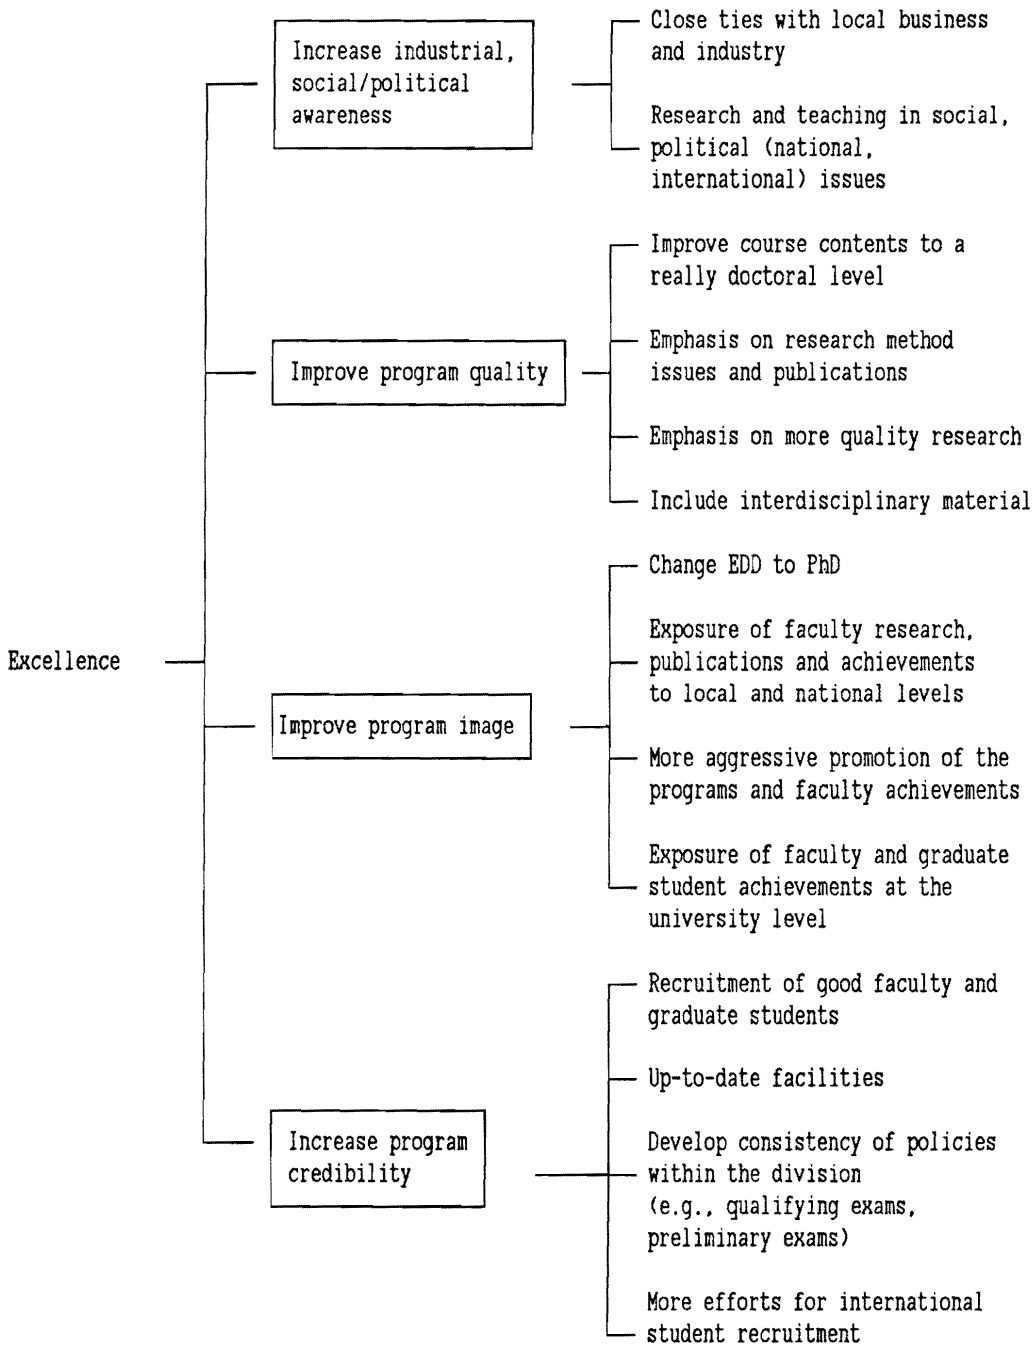 Increase industrial,
social/political
awareness
Close ties with local business
and industry
Research and teaching in social,
political (national,
international) issues
Improve program quality
Improve course contents to a
really doctoral level
Emphasis on research method
issues and publications
Emphasis on more quality research
Include interdisciplinary material
Excellence
Improve program image
Change EDD to PhD
Exposure of faculty research,
publications and achievements
to local and national levels
More aggressive promotion of the
programs and faculty achievements
Exposure of faculty and graduate
student achievements at the
university level
Increase program
credibility
Recruitment of good faculty and
graduate students
Up-to-date facilities
Develop consistency of policies
within the division
(e.g., qualifying exams,
preliminary exams)
More efforts for international
student recruitment